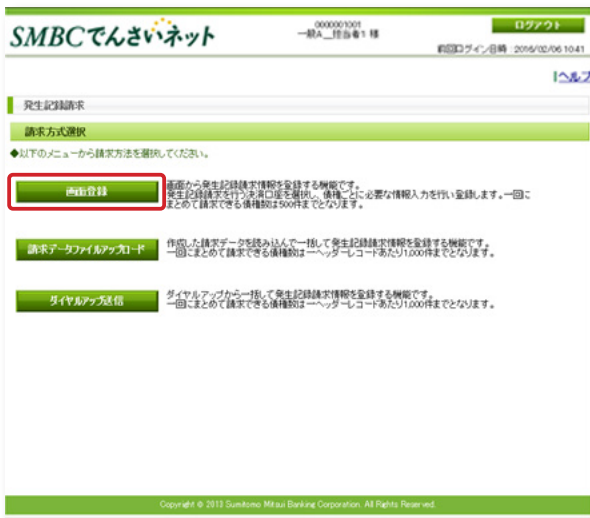 SMBCでんさいネット
0000001001
一般A__担当者1 様
ログアウト
前回ログイン日時 : 2016/02/06 10:41
ヘルプ
発生記録請求
請求方式選択
◆以下のメニューから請求方法を選択してください。
画面登録
画面から発生記録請求情報を登録する機能です。
発生記録請求を行う決済口座を選択し、債権ごとに必要な情報入力を行い登録します。一回に
まとめて請求できる債権数は500件までとなります。
請求データファイルアップロード
作成した請求データを読み込んで一括して発生記録請求情報を登録する機能です。
一回にまとめて請求できる債権数は一ヘッダーレコードあたり1,000件までとなります。
ダイヤルアップ送信
ダイヤルアップから一括して発生記録請求情報を登録する機能です。
一回にまとめて請求できる債権数は一ヘッダーレコードあたり1,000件までとなります。
Copyright © 2013 Sumitomo Mitsui Banking Corporation. All Rights Reserved.